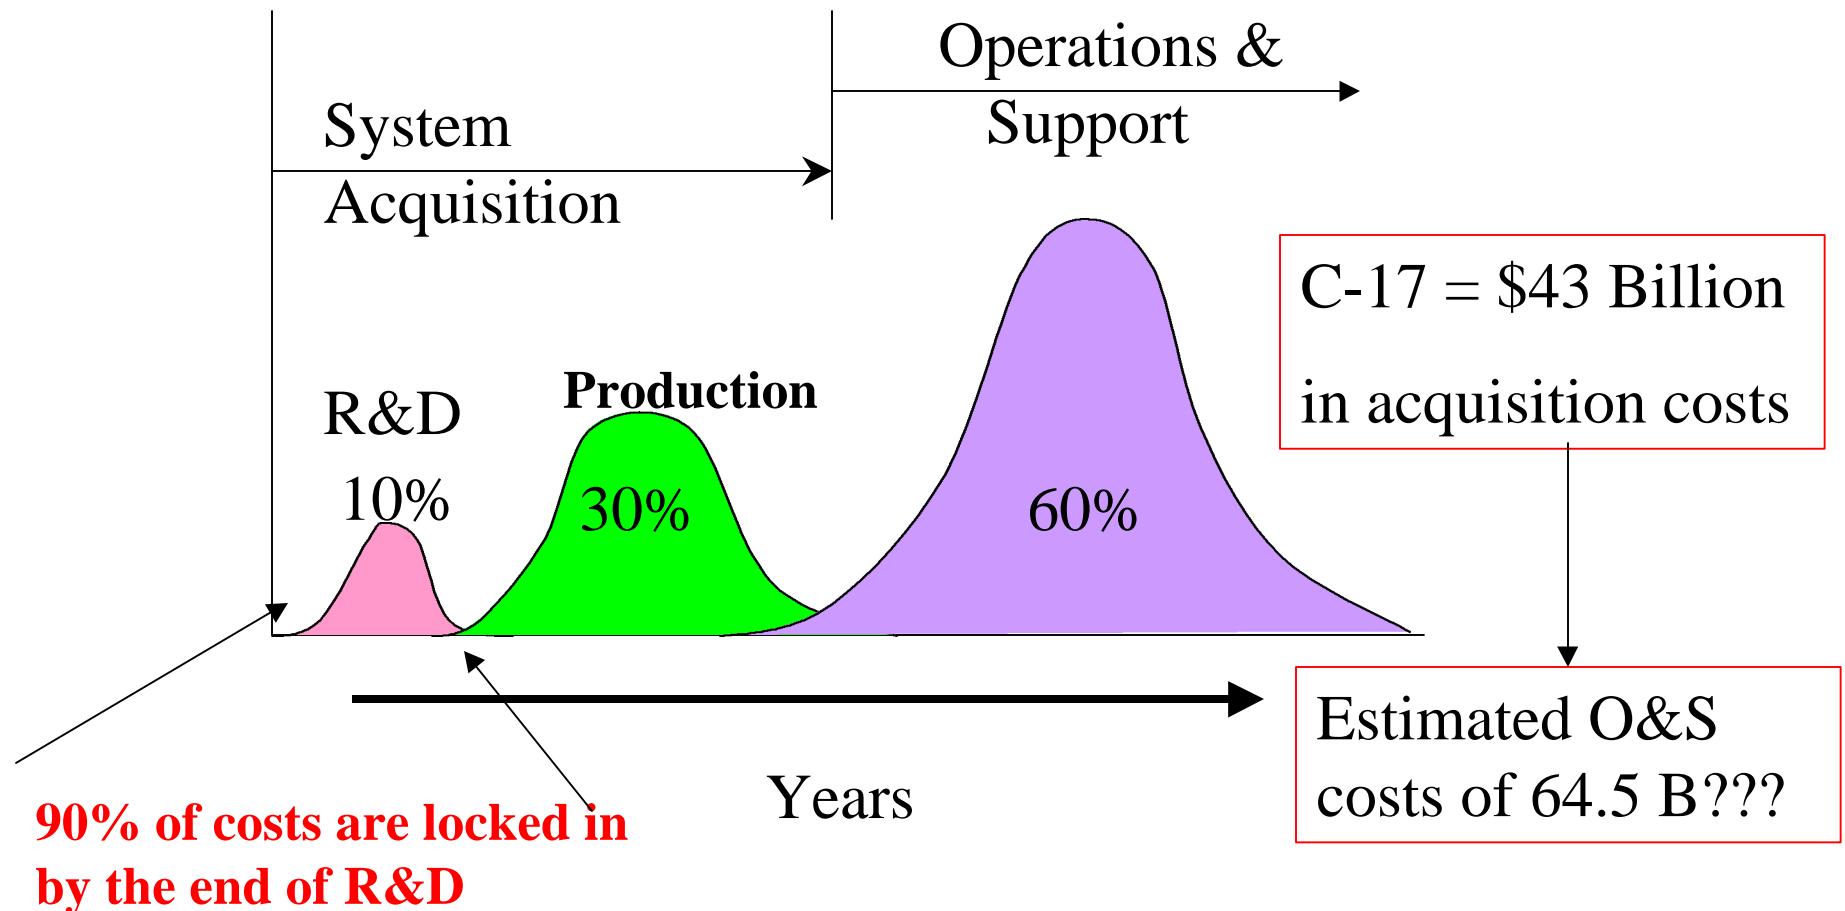 Operations &
Support
System
Acquisition
C-17 = $43 Billion
in acquisition costs
R&D
10%
Production
30%
60%
Estimated O&S
costs of 64.5 B???
Years
90% of costs are locked in
by the end of R&D